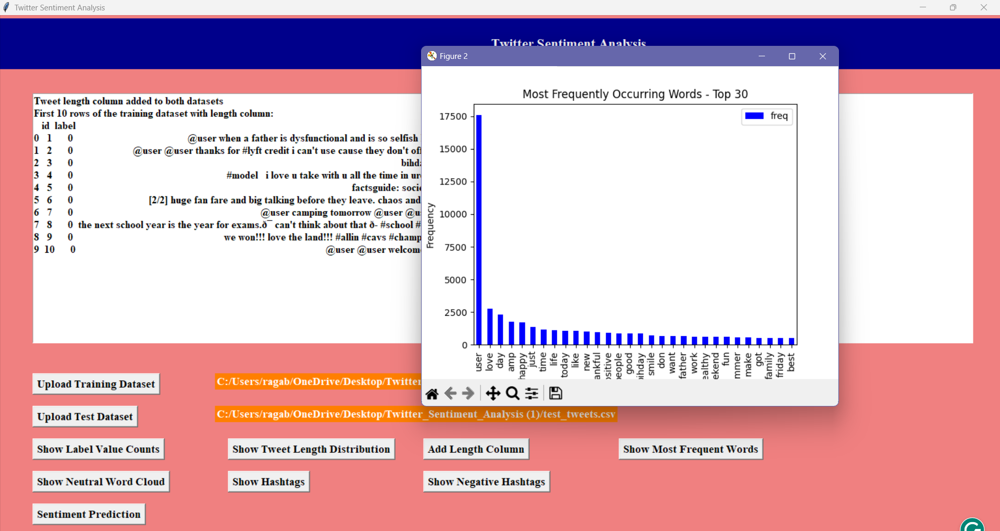 Twitter Sentiment Analysis
Twitter Sentiment Analysis
Tweet length column added to both datasets
First 10 rows of the training dataset with length column:
id label
0 1 0 @user when a father is dysfunctional and is so selfish
1 2 0 @user @user thanks for #lyft credit i can't use cause they don't off
2 3 0 bihda
3 4 0 #model i love u take with u all the time in ur
4 5 0 factsguide: socie
5 6 0 [2/2] huge fan fare and big talking before they leave. chaos and
6 7 0 @user camping tomorrow @user @us
7 8 0 the next school year is the year for exams.ð¯ can't think about that ð- #school #
8 9 0 we won!!! love the land!!! #allin #cavs #champ
9 10 0 @user @user welcom
Figure 2
Most Frequently Occurring Words - Top 30
freq
Frequency
17500
15000
12500
10000
7500
5000
2500
0
user
love
day
amp
happy
just
time
life
today
like
new
ankful
sitive
people
good
ihday
smile
don
want
father
work
ealthy
ekend
fun
mmer
make
got
family
friday
best
Upload Training Dataset
C:/Users/ragab/OneDrive/Desktop/Twitter
Upload Test Dataset
C:/Users/ragab/OneDrive/Desktop/Twitter_Sentiment_Analysis (1)/test_tweets.csv
Show Label Value Counts
Show Tweet Length Distribution
Add Length Column
Show Most Frequent Words
Show Neutral Word Cloud
Show Hashtags
Show Negative Hashtags
Sentiment Prediction